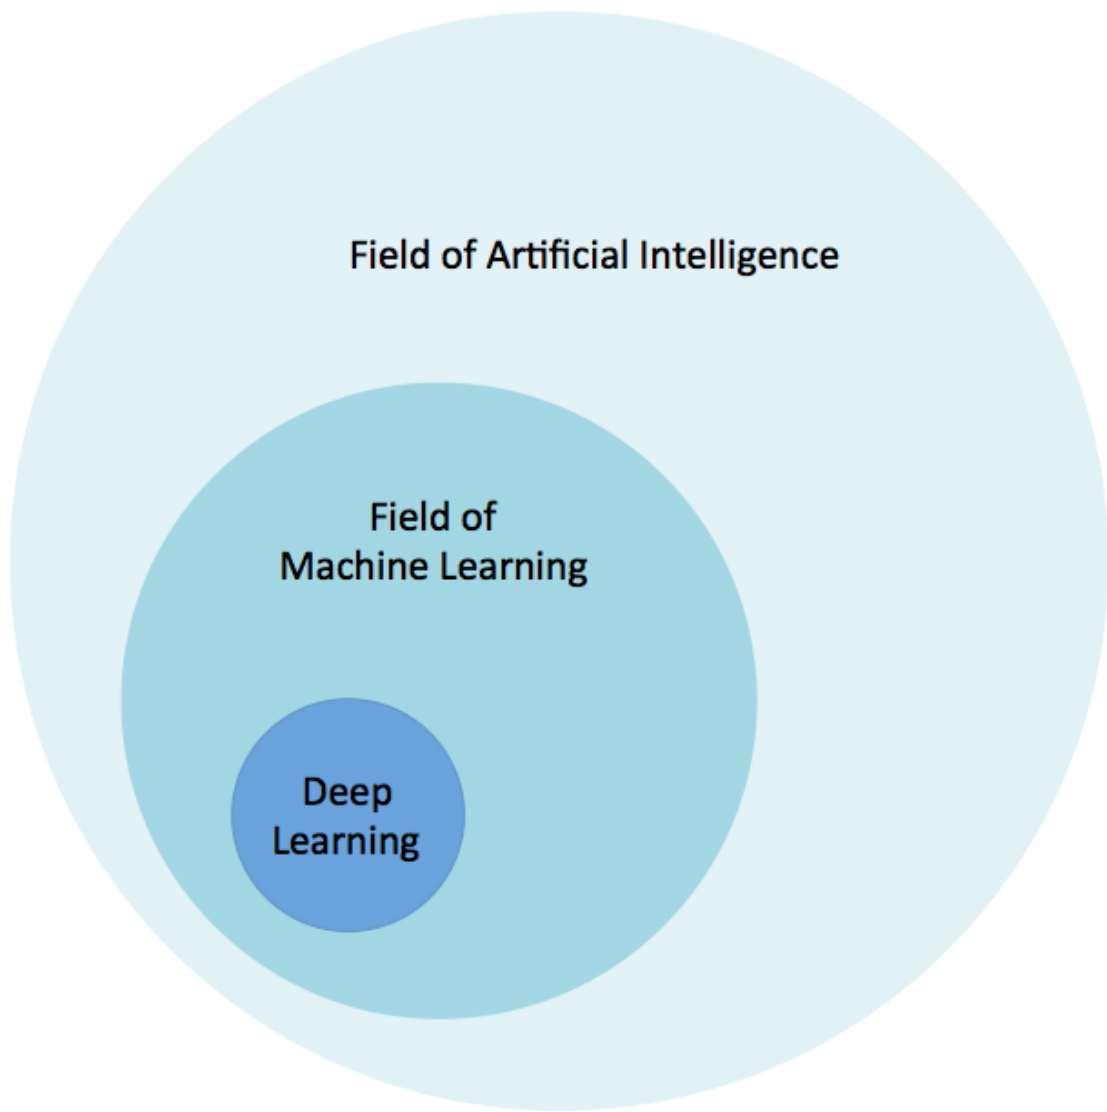 Field of Artificial Intelligence
Field of
Machine Learning
Deep
Learning